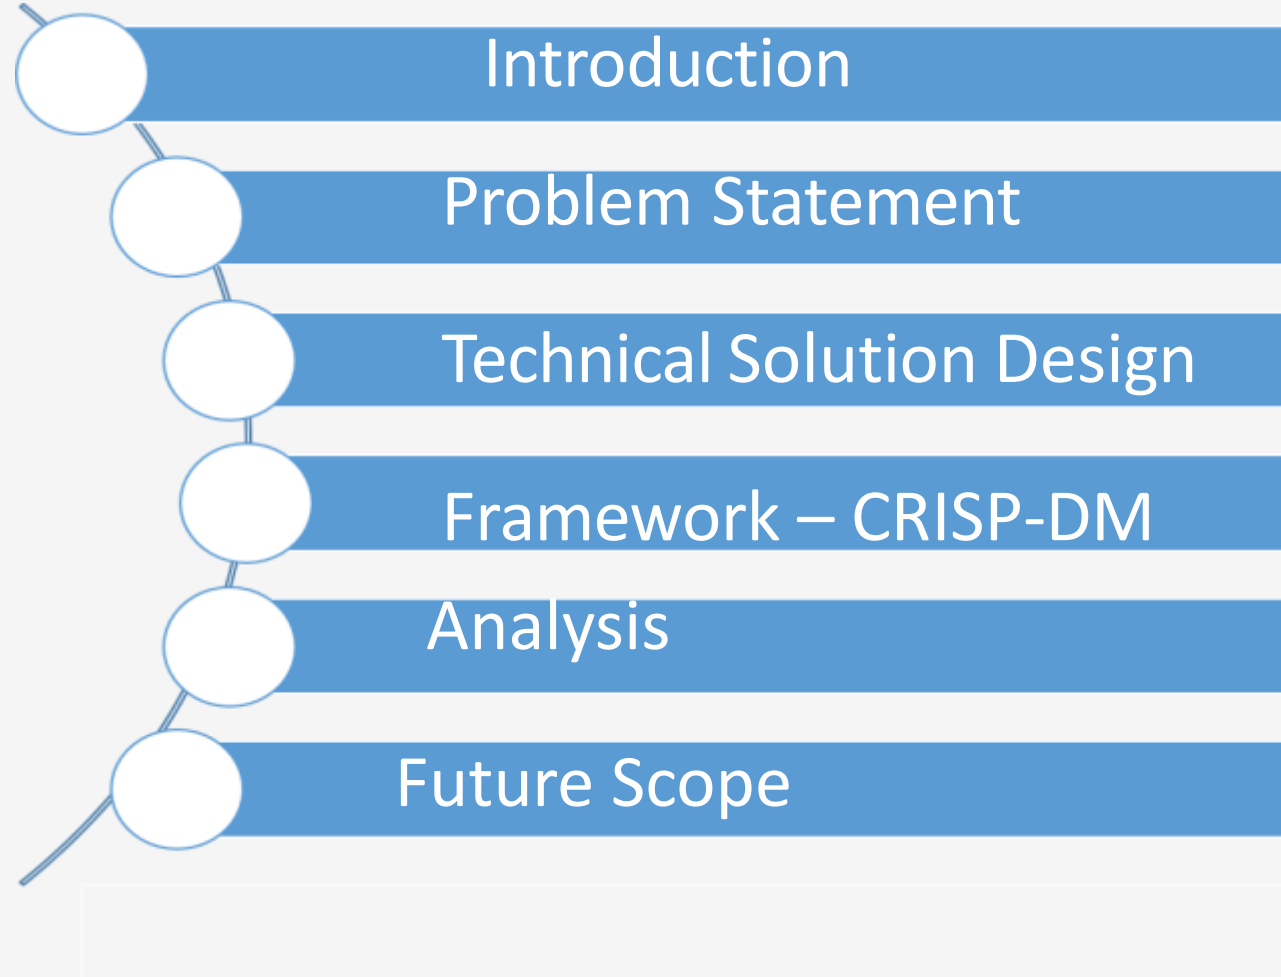 Introduction
Problem Statement
Technical Solution Design
Framework – CRISP-DM
Analysis
Future Scope